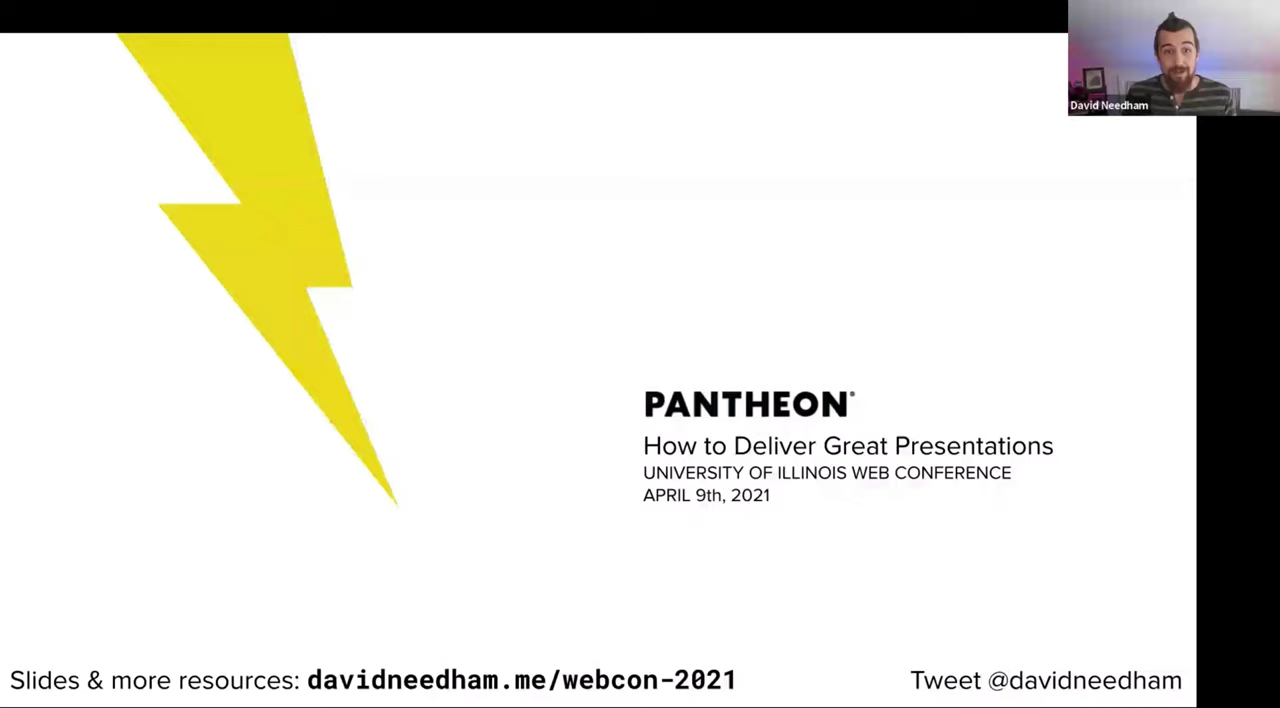 David Needham
PANTHEON®
How to Deliver Great Presentations
UNIVERSITY OF ILLINOIS WEB CONFERENCE
APRIL 9th, 2021
Slides & more resources: davidneedham.me/webcon-2021
Tweet @davidneedham